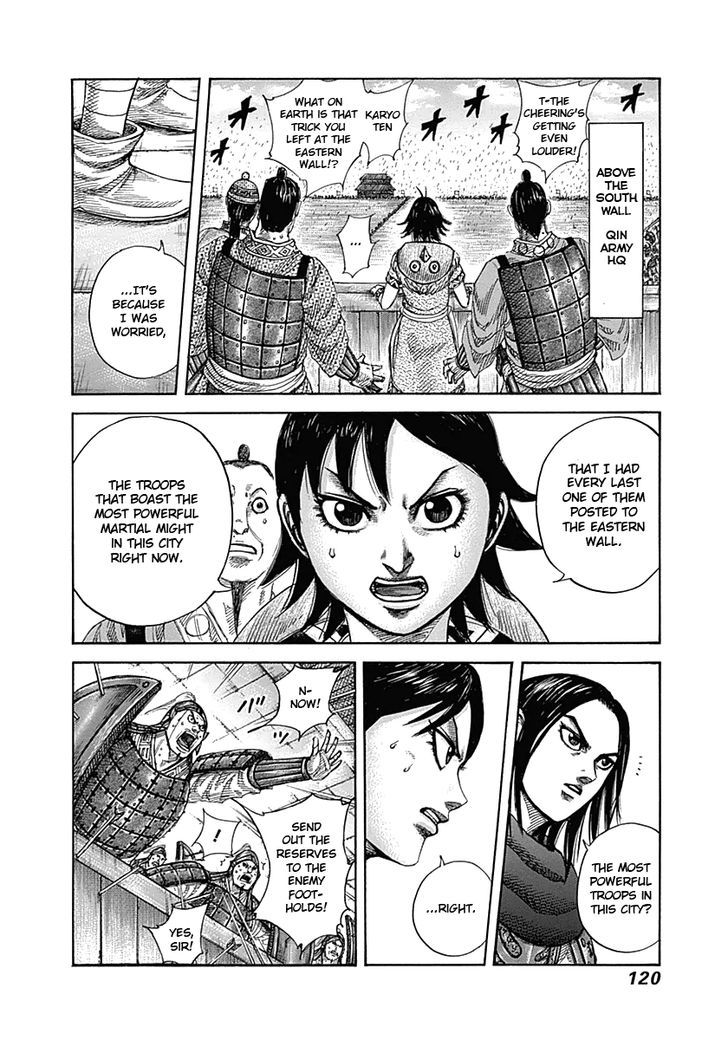 ABOVE
THE
SOUTH
WALL
QIN
ARMY
HQ
T-THE
CHEERING'S
GETTING
EVEN
LOUDER!
KARYO
TEN
WHAT ON
EARTH IS THAT
TRICK YOU
LEFT AT THE
EASTERN
WALL!?
...
...IT'S
BECAUSE
I WAS
WORRIED,
THAT I HAD
EVERY LAST
ONE OF THEM
POSTED TO
THE EASTERN
WALL.
THE TROOPS
THAT BOAST THE
MOST POWERFUL
MARTIAL MIGHT
IN THIS CITY
RIGHT NOW.
THE MOST
POWERFUL
TROOPS IN
THIS CITY?
...RIGHT.
N-
NOW!
SEND
OUT THE
RESERVES
TO THE
ENEMY
FOOT-
HOLDS!
!
YES,
SIR!
120